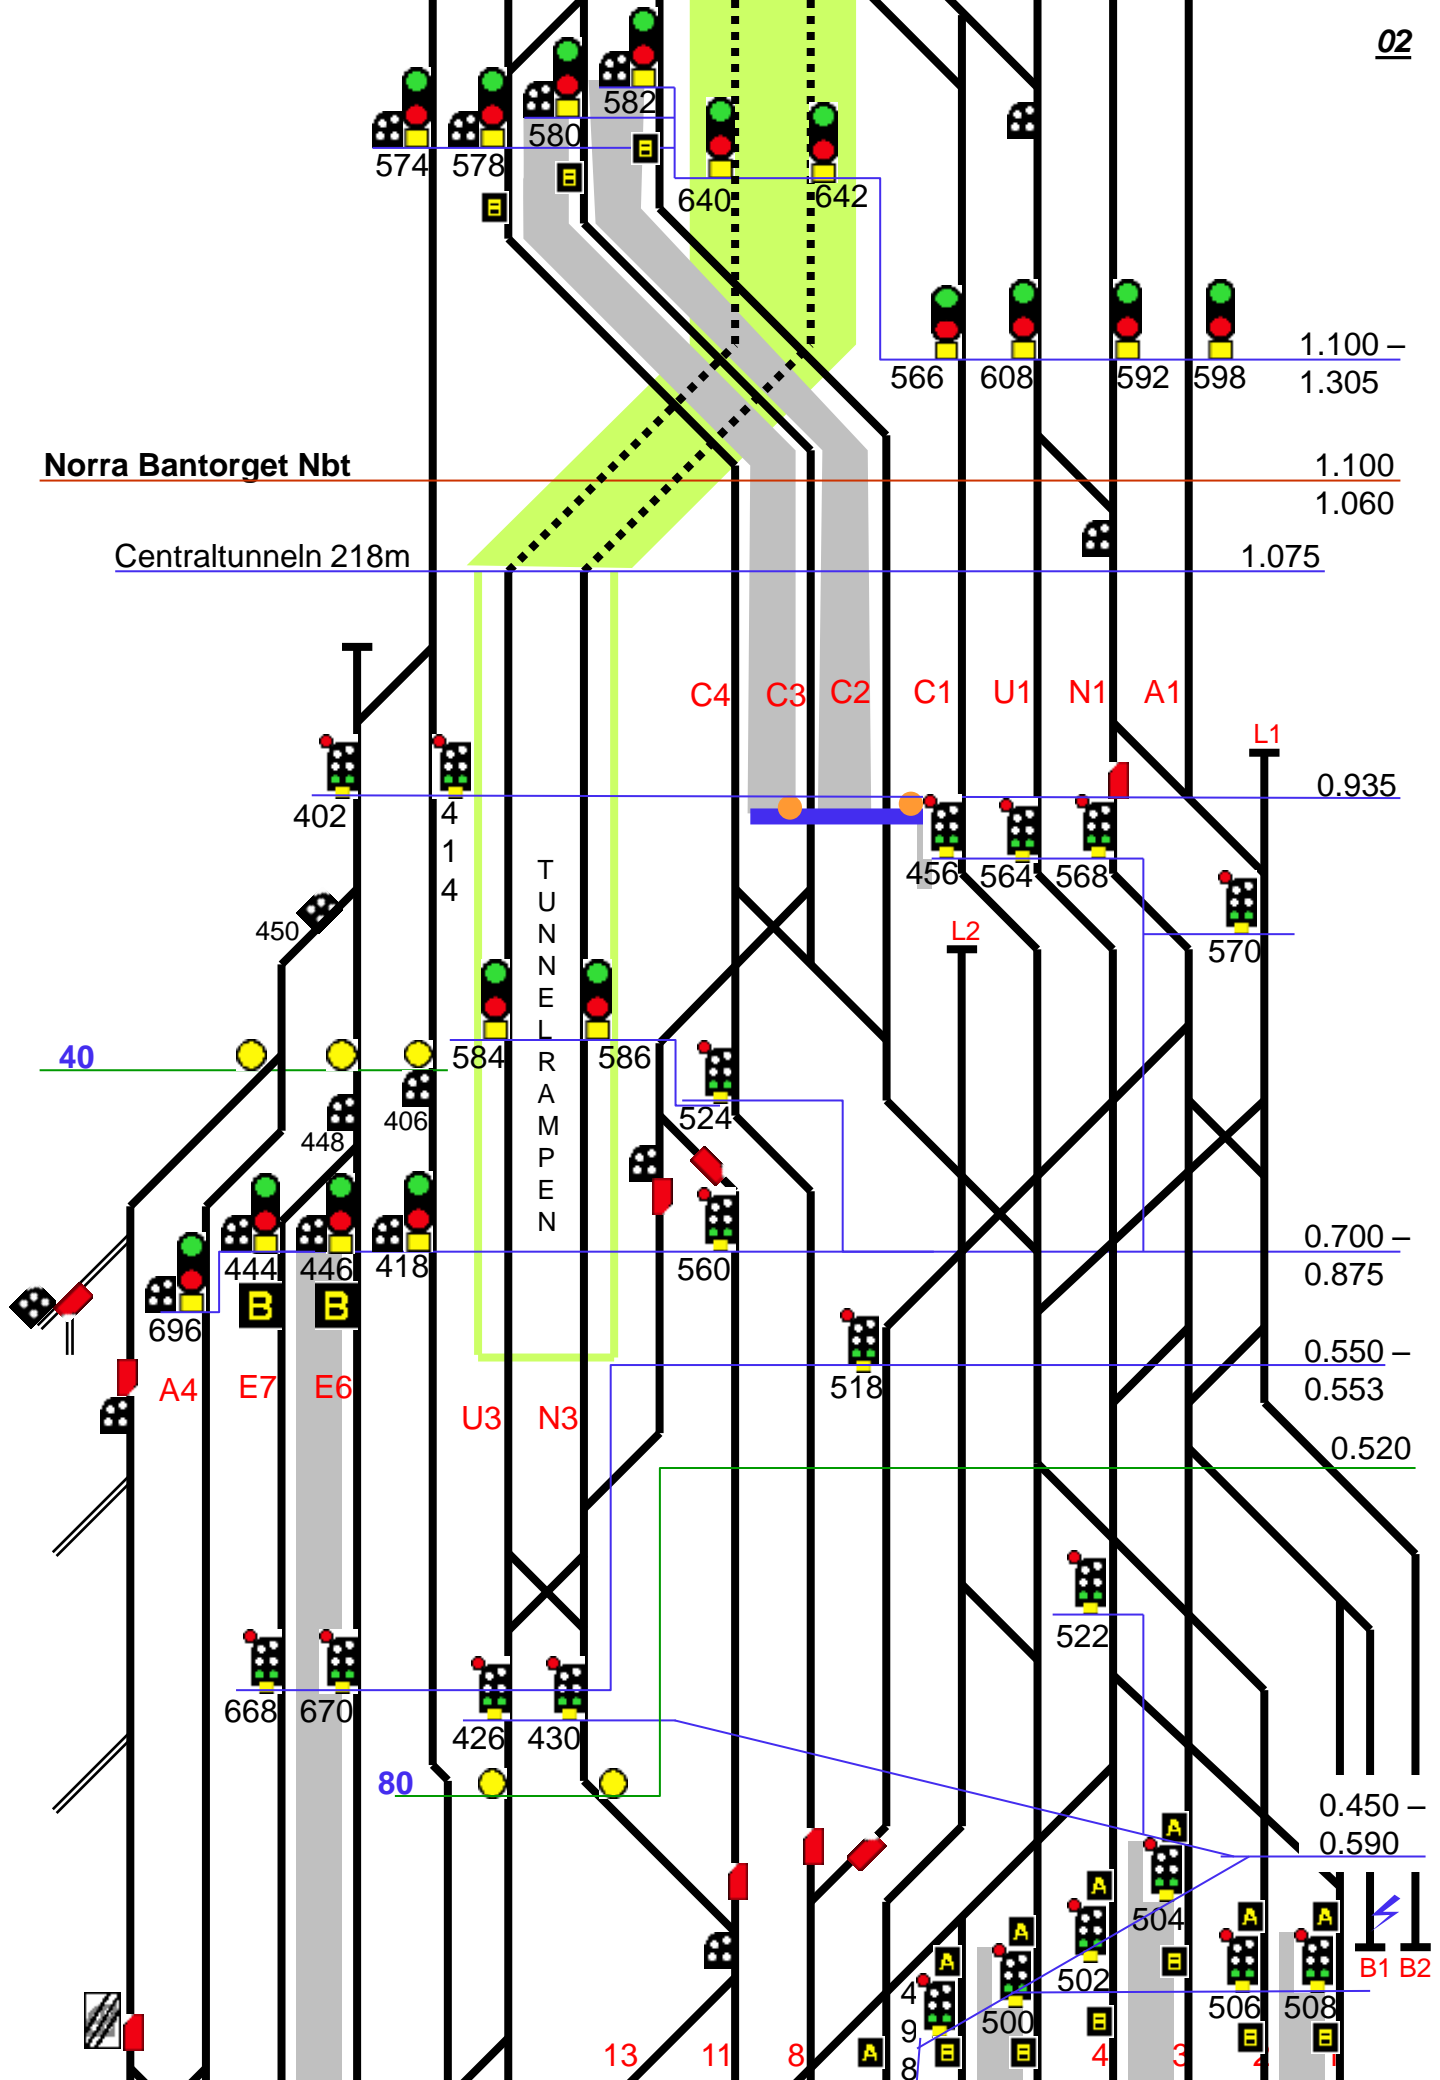 02
582
580
574 578
640 642
B
B
B
1.100 –
566 608 592 598 1.305
Norra Bantorget Nbt 1.100
1.060
Centraltunneln 218m 1.075
C4 C3 C2 C1 U1 N1 A1
L1
0.935
402
4
1
4
456 564 568
450
L2
570
TUNNELRAMPEN
40
584 586
406
448
524
444 446 418
560
0.700 –
0.875
B B
696
0.550 –
518 0.553
A4 E7 E6
U3 N3
0.520
522
668 670
426 430
80
0.450 –
0.590
A
A
504
A
A A
A
B
B1 B2
502
4
9
8
500
506 508
B
B B
A B B
13 11 8 4 3 2 1